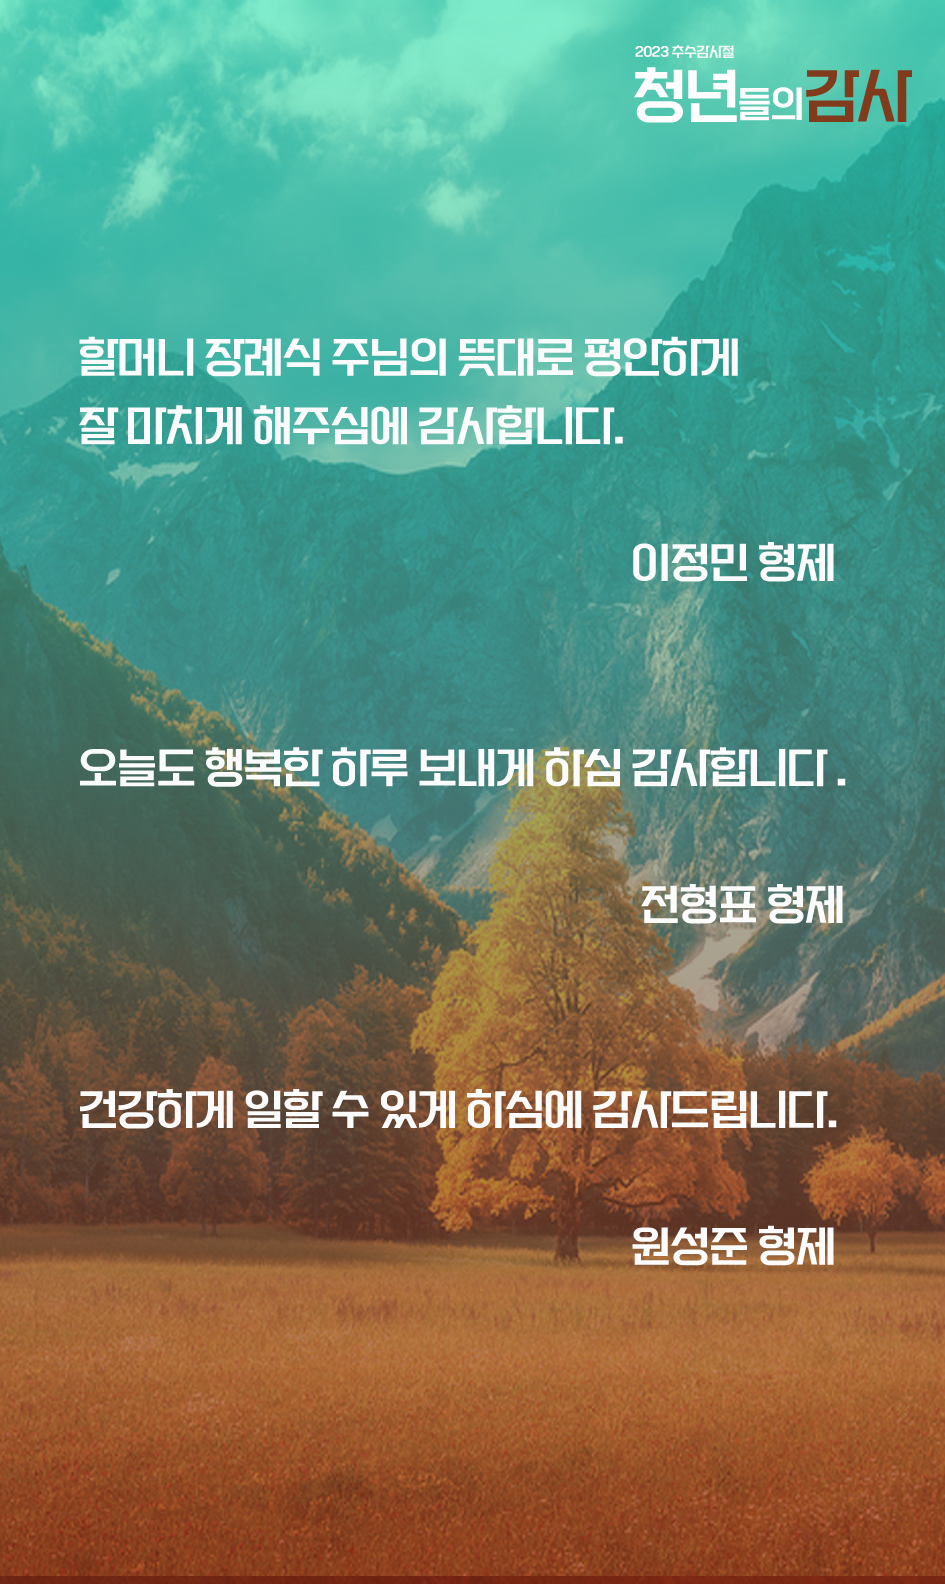 2023 추수감사절
청년들의감사
할머니 장례식 주님의 뜻대로 평안하게
잘 마치게 해주심에 감사합니다.
이정민 형제
오늘도 행복한 하루 보내게 하심 감사합니다 .
전형표 형제
건강하게 일할 수 있게 하심에 감사드립니다.
원성준 형제